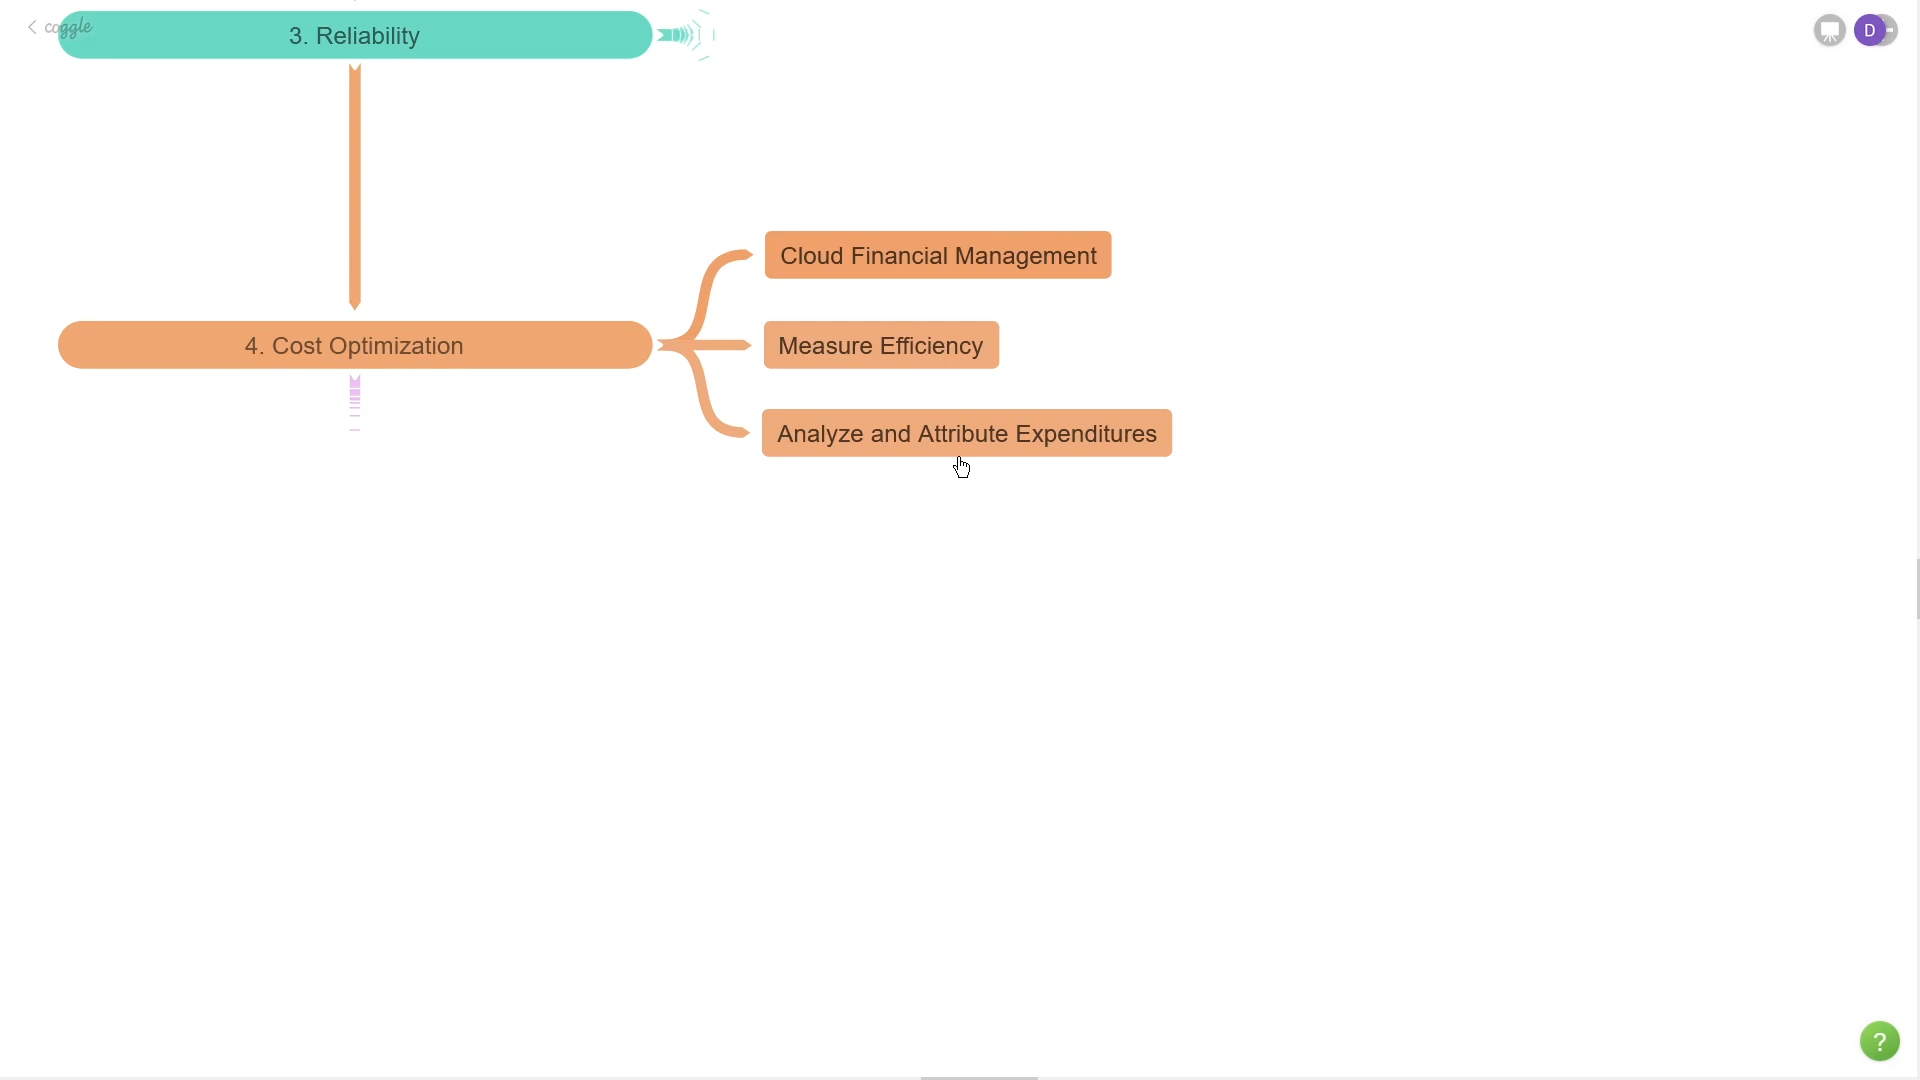 coggle
3. Reliability
D
Cloud Financial Management
4. Cost Optimization
Measure Efficiency
Analyze and Attribute Expenditures
?